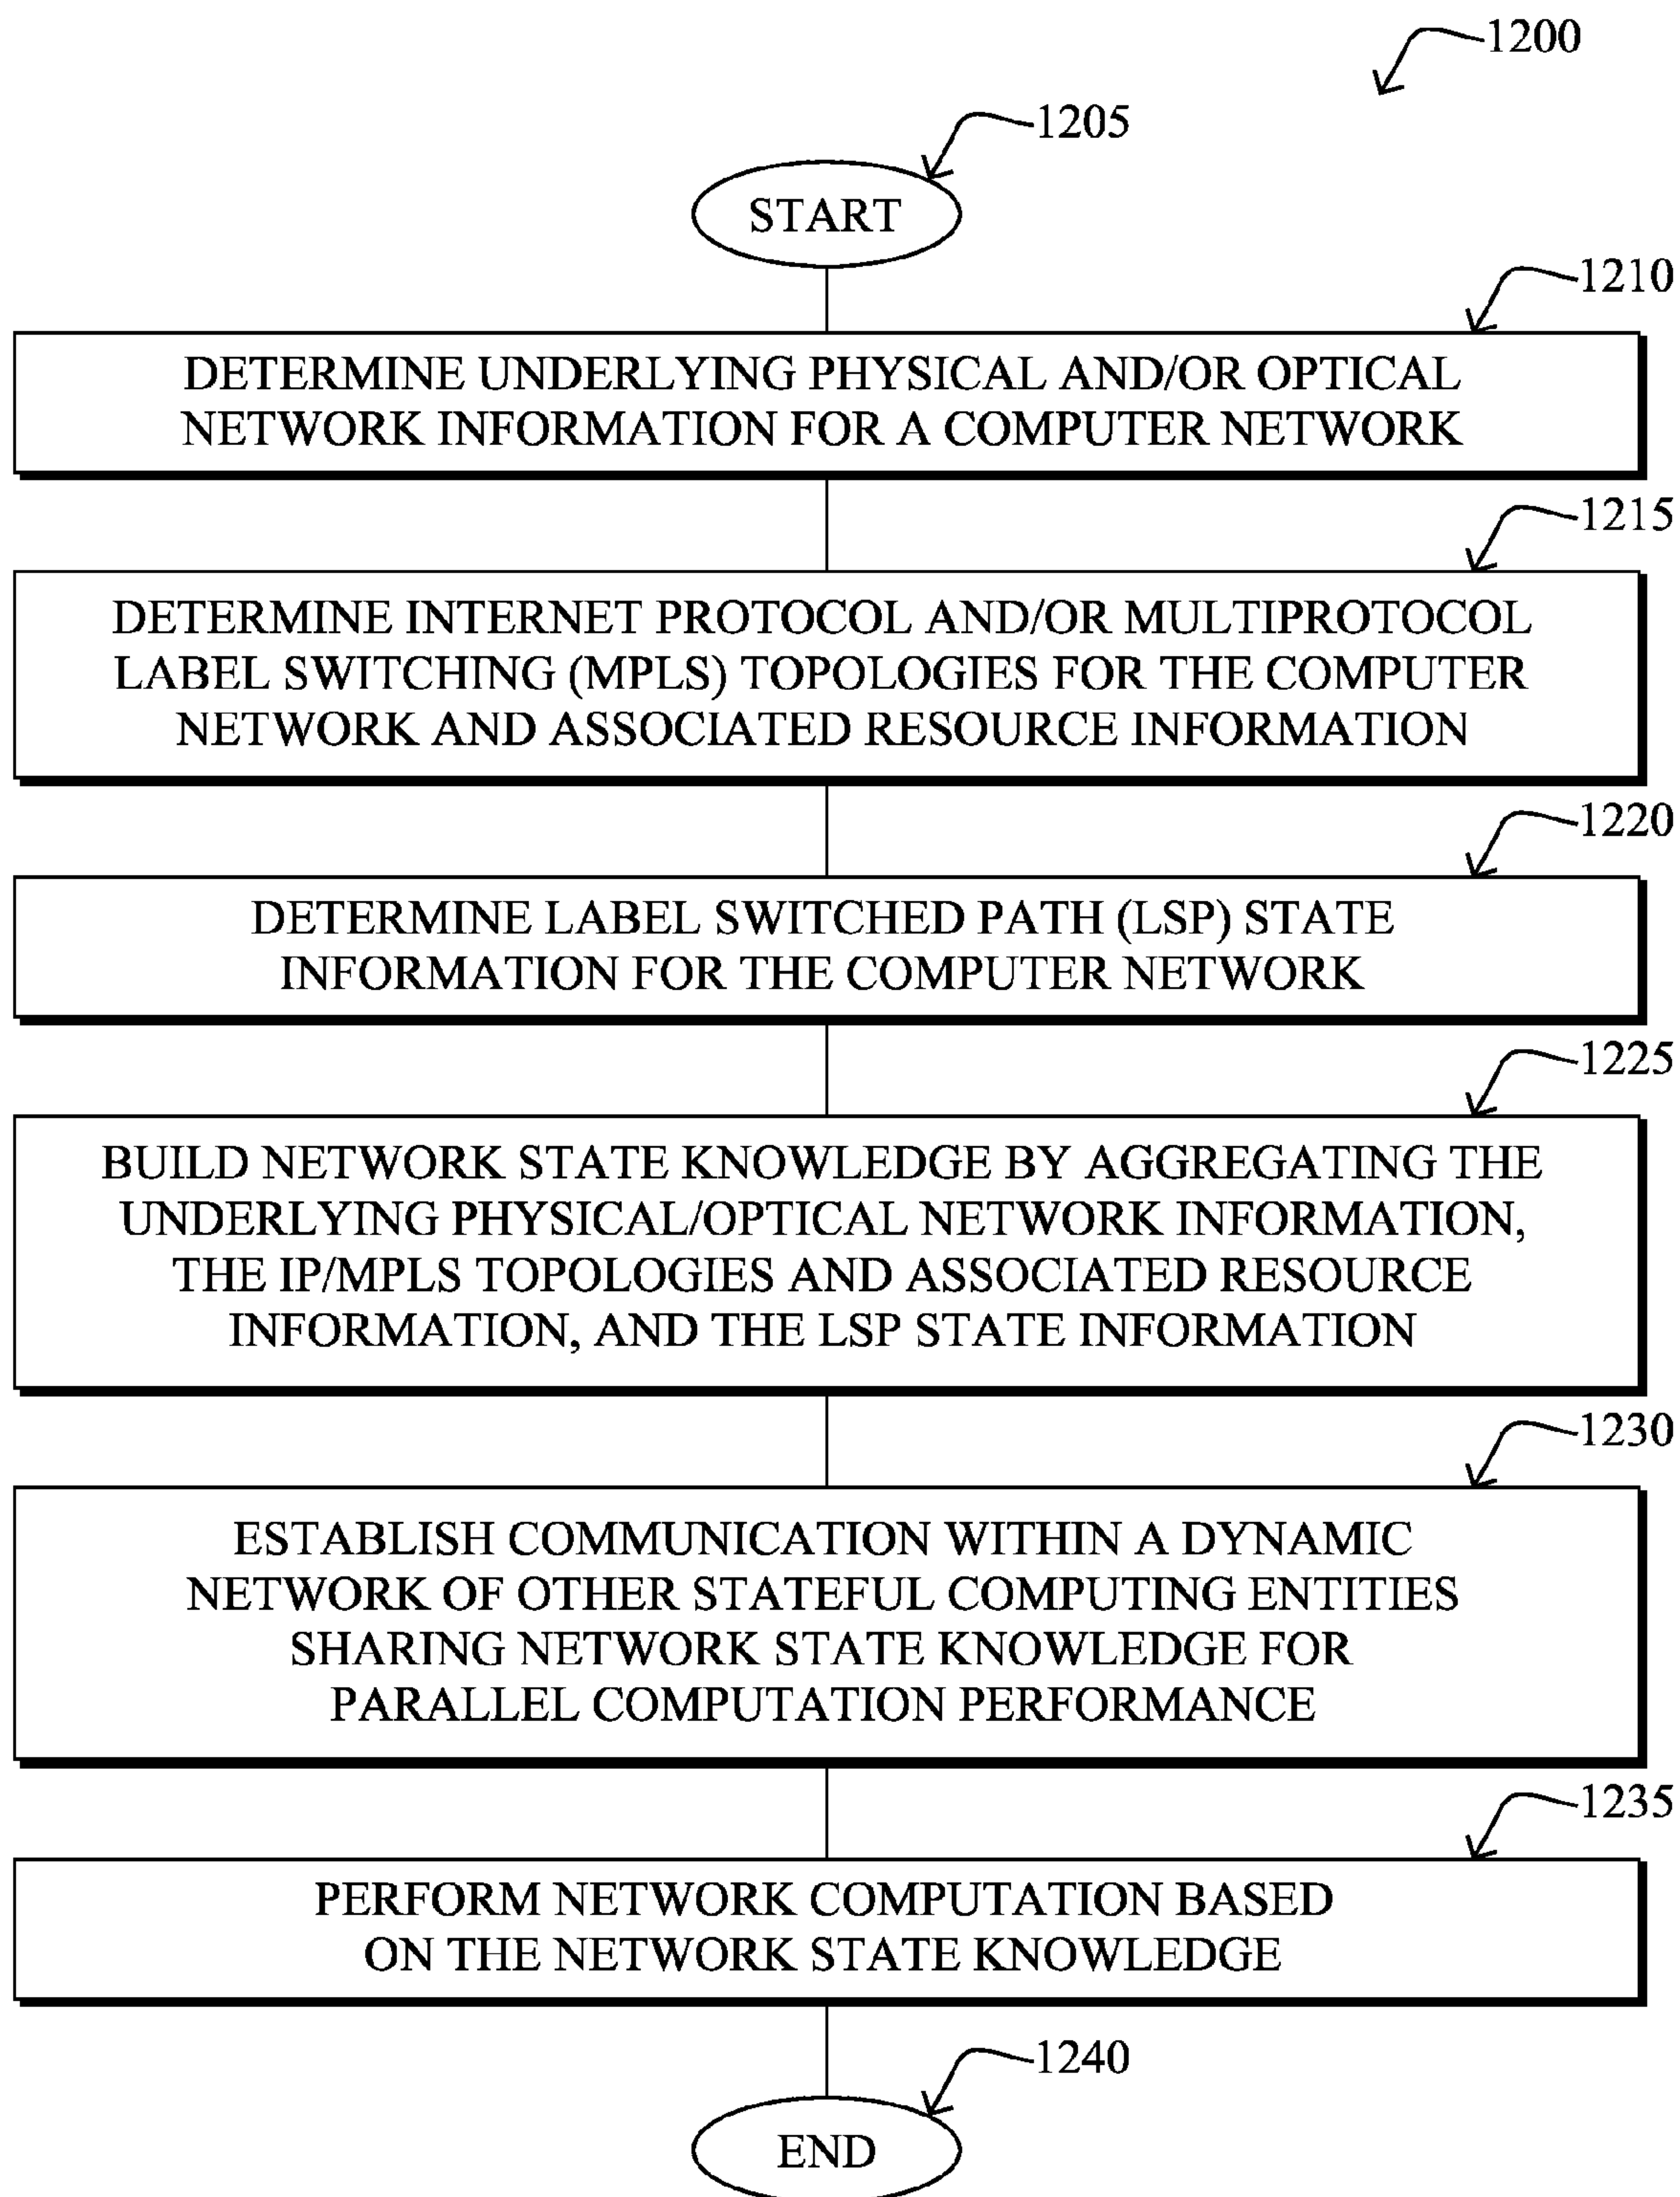 1200
1205
START
1210
DETERMINE UNDERLYING PHYSICAL AND/OR OPTICAL
NETWORK INFORMATION FOR A COMPUTER NETWORK
1215
DETERMINE INTERNET PROTOCOL AND/OR MULTIPROTOCOL
LABEL SWITCHING (MPLS) TOPOLOGIES FOR THE COMPUTER
NETWORK AND ASSOCIATED RESOURCE INFORMATION
1220
DETERMINE LABEL SWITCHED PATH (LSP) STATE
INFORMATION FOR THE COMPUTER NETWORK
1225
BUILD NETWORK STATE KNOWLEDGE BY AGGREGATING THE
UNDERLYING PHYSICAL/OPTICAL NETWORK INFORMATION,
THE IP/MPLS TOPOLOGIES AND ASSOCIATED RESOURCE
INFORMATION, AND THE LSP STATE INFORMATION
1230
ESTABLISH COMMUNICATION WITHIN A DYNAMIC
NETWORK OF OTHER STATEFUL COMPUTING ENTITIES
SHARING NETWORK STATE KNOWLEDGE FOR
PARALLEL COMPUTATION PERFORMANCE
1235
PERFORM NETWORK COMPUTATION BASED
ON THE NETWORK STATE KNOWLEDGE
1240
END